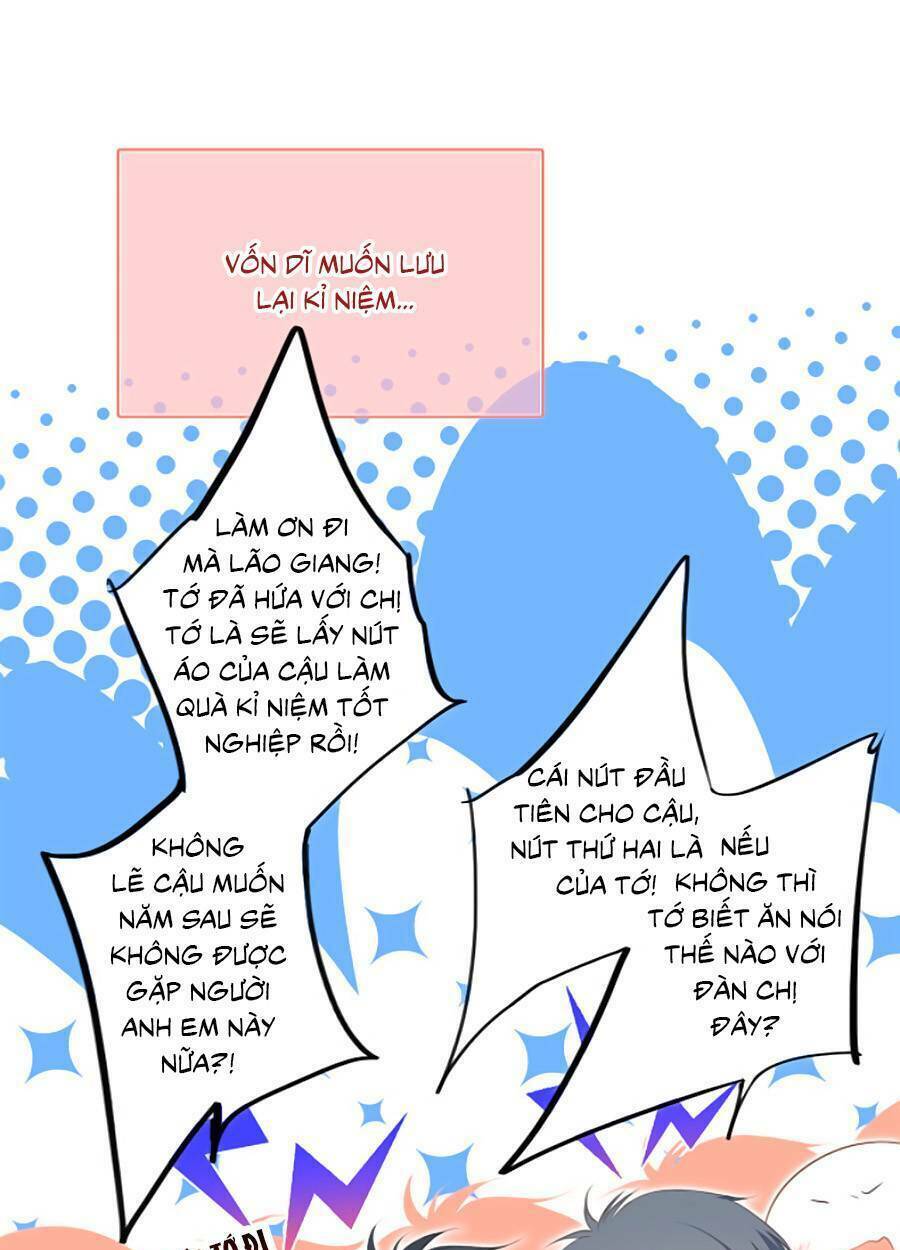 VỐN DĨ MUỐN LƯU
LẠI KỈ NIỆM...
LÀM ƠN ĐI
MÀ LÃO GIANG!
TỚ ĐÃ HỨA VỚI CHỊ
TỚ LÀ SẼ LẤY NÚT
ÁO CỦA CẬU LÀM
QUÀ KỈ NIỆM TỐT
NGHIỆP RỒI!
KHÔNG
LẼ CẬU MUỐN
NĂM SAU SẼ
KHÔNG ĐƯỢC
GẶP NGƯỜI
ANH EM NÀY
NỮA?!
CÁI NÚT ĐẦU
TIÊN CHO CẬU,
NÚT THỨ HAI LÀ
CỦA TỚ!
NẾU
KHÔNG THÌ
TỚ BIẾT ĂN NÓI
THẾ NÀO VỚI
ĐÀN CHỊ
ĐÂY?
TỚ ĐI